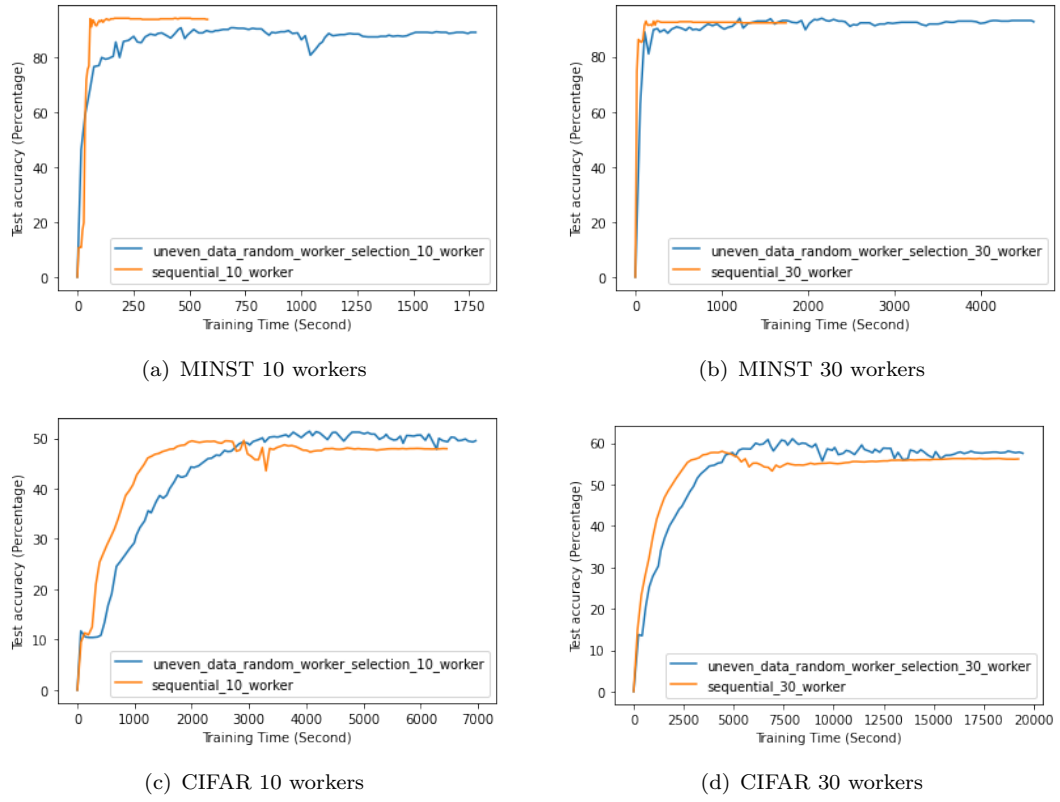 80
60
40
20
0
Test accuracy (Percentage)
uneven_data_random_worker_selection_10_worker
sequential_10_worker
0 250 500 750 1000 1250 1500 1750
Training Time (Second)
(a) MINST 10 workers
80
60
40
20
0
Test accuracy (Percentage)
uneven_data_random_worker_selection_30_worker
sequential_30_worker
0 1000 2000 3000 4000
Training Time (Second)
(b) MINST 30 workers
50
40
30
20
10
0
Test accuracy (Percentage)
uneven_data_random_worker_selection_10_worker
sequential_10_worker
0 1000 2000 3000 4000 5000 6000 7000
Training Time (Second)
(c) CIFAR 10 workers
60
50
40
30
20
10
0
Test accuracy (Percentage)
uneven_data_random_worker_selection_30_worker
sequential_30_worker
0 2500 5000 7500 10000 12500 15000 17500 20000
Training Time (Second)
(d) CIFAR 30 workers